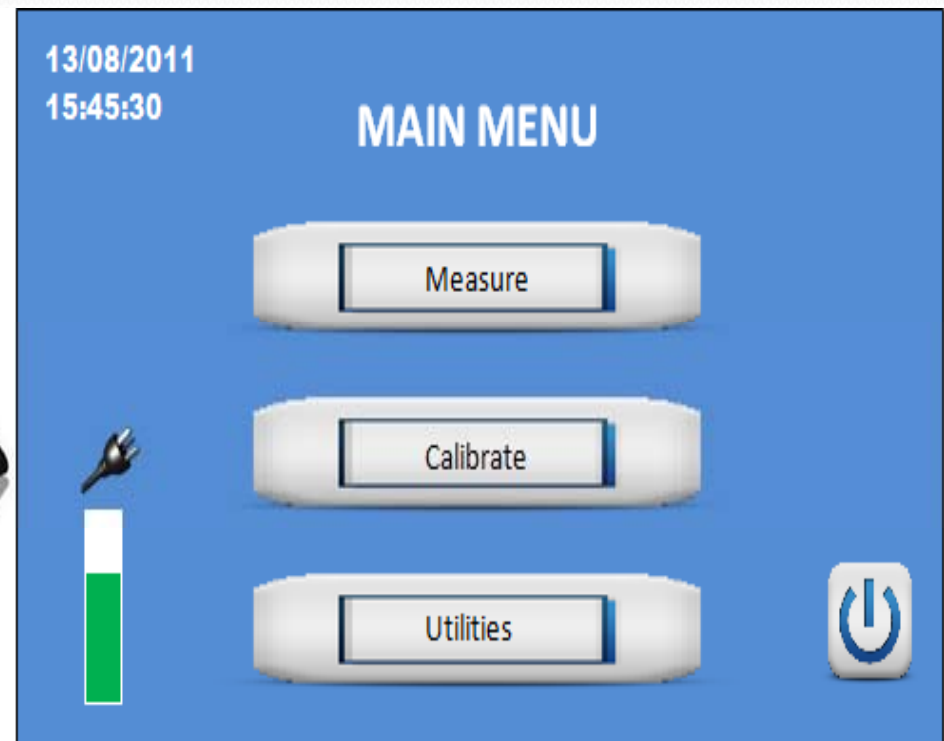 13/08/2011
15:45:30
MAIN MENU
Measure
Calibrate
Utilities